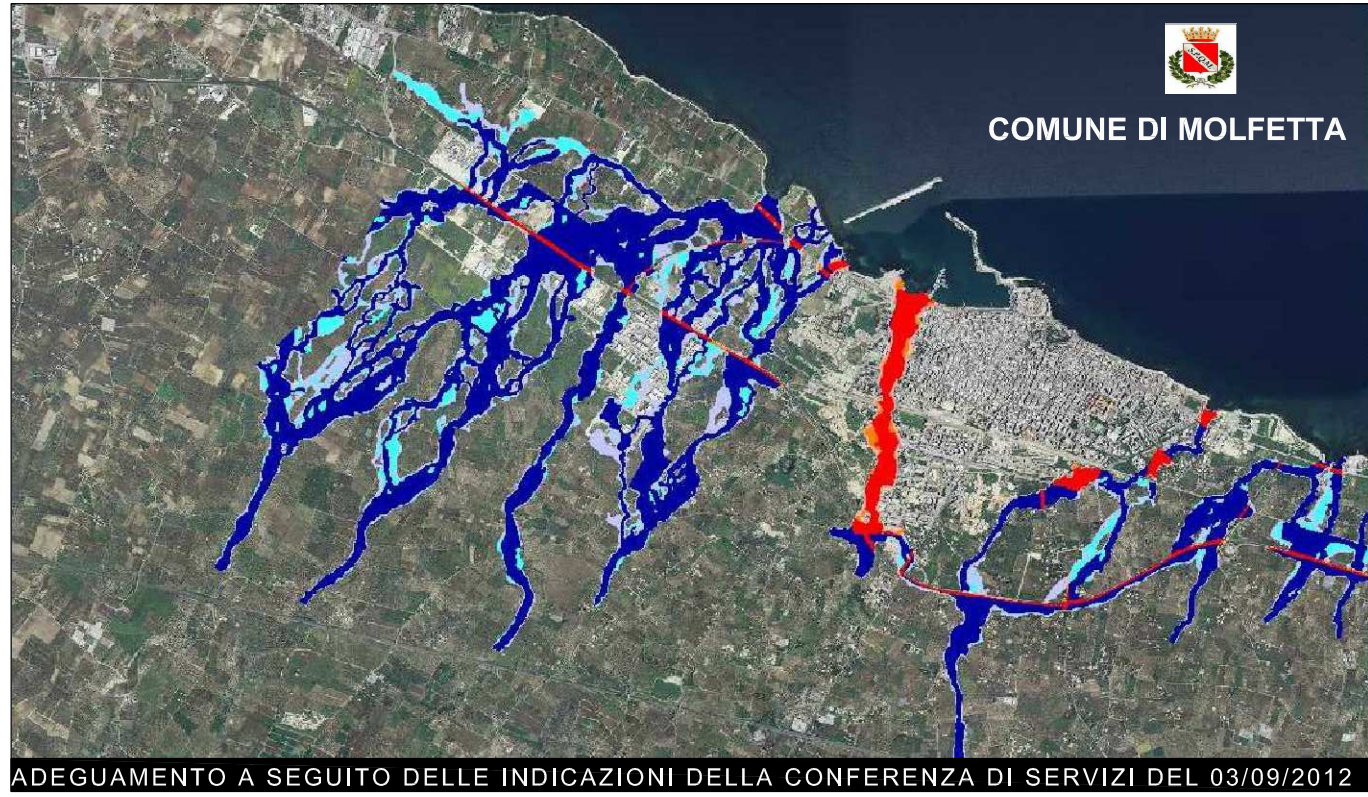 S.P.Q.M.
COMUNE DI MOLFETTA
ADEGUAMENTO A SEGUITO DELLE INDICAZIONI DELLA CONFERENZA DI SERVIZI DEL 03/09/2012